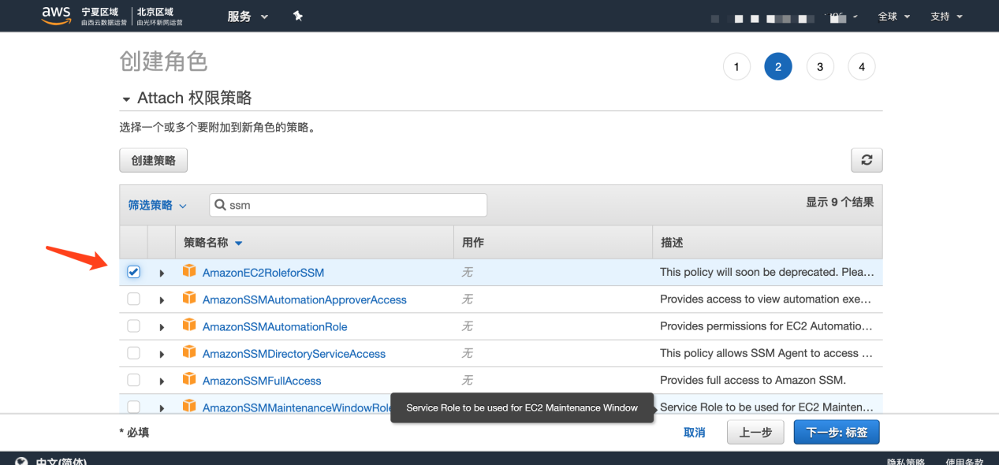 aws 宁夏区域 北京区域 服务 全球 支持
由西云数据运营 由光环新网运营
创建角色 1 2 3 4
Attach 权限策略
选择一个或多个要附加到新角色的策略。
创建策略
筛选策略 ssm 显示 9 个结果
策略名称 用作 描述
AmazonEC2RoleforSSM 无 This policy will soon be deprecated. Plea…
AmazonSSMAutomationApproverAccess 无 Provides access to view automation exe…
AmazonSSMAutomationRole 无 Provides permissions for EC2 Automatio…
AmazonSSMDirectoryServiceAccess 无 This policy allows SSM Agent to access …
AmazonSSMFullAccess 无 Provides full access to Amazon SSM.
AmazonSSMMaintenanceWindowRole Service Role to be used for EC2 Maintenance Window Service Role to be used for EC2 Mainten…
* 必填 取消 上一步 下一步: 标签
中文(简体) 隐私策略 使用条款